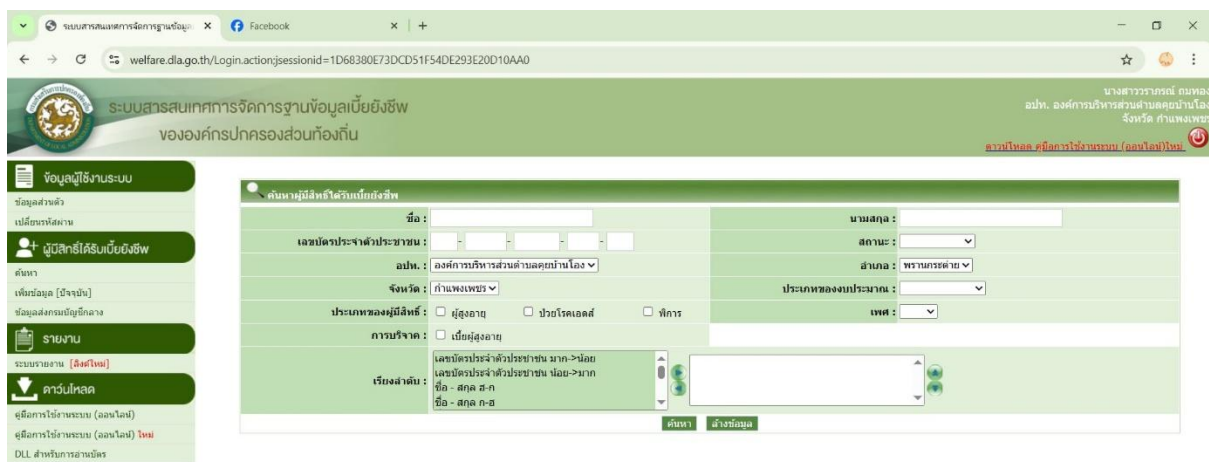 ระบบสารสนเทศการจัดการฐานข้อมูล
Facebook
welfare.dla.go.th/Login.action;jsessionid=1D68380E73DCD51F54DE293E20D10AA0
ระบบสารสนเทศการจัดการฐานข้อมูลเบี้ยยังชีพ
ขององค์กรปกครองส่วนท้องถิ่น
นางสาววราภรณ์ ถมทอง
อปท. องค์การบริหารส่วนตำบลคุยบ้านโอง
จังหวัด กำแพงเพชร
ดาวน์โหลด คู่มือการใช้งานระบบ (ออนไลน์)ใหม่
ข้อมูลผู้ใช้งานระบบ
ข้อมูลส่วนตัว
เปลี่ยนรหัสผ่าน
ผู้มีสิทธิ์ได้รับเบี้ยยังชีพ
ค้นหา
เพิ่มข้อมูล [ปัจจุบัน]
ข้อมูลส่งกรมบัญชีกลาง
รายงาน
ระบบรายงาน [ลิงค์ใหม่]
ดาวน์โหลด
คู่มือการใช้งานระบบ (ออนไลน์)
คู่มือการใช้งานระบบ (ออนไลน์) ใหม่
DLL สำหรับการอ่านบัตร
ค้นหาผู้มีสิทธิ์ได้รับเบี้ยยังชีพ
ชื่อ : นามสกุล :
เลขบัตรประจำตัวประชาชน : - - - - สถานะ :
อปท. : องค์การบริหารส่วนตำบลคุยบ้านโอง อำเภอ : พรานกระต่าย
จังหวัด : กำแพงเพชร ประเภทของงบประมาณ :
ประเภทของผู้มีสิทธิ์ : ผู้สูงอายุ ป่วยโรคเอดส์ พิการ เพศ :
การบริจาค : เบี้ยผู้สูงอายุ
เรียงลำดับ :
เลขบัตรประจำตัวประชาชน มาก->น้อย
เลขบัตรประจำตัวประชาชน น้อย->มาก
ชื่อ - สกุล ฮ-ก
ชื่อ - สกุล ก-ฮ
ค้นหา ล้างข้อมูล